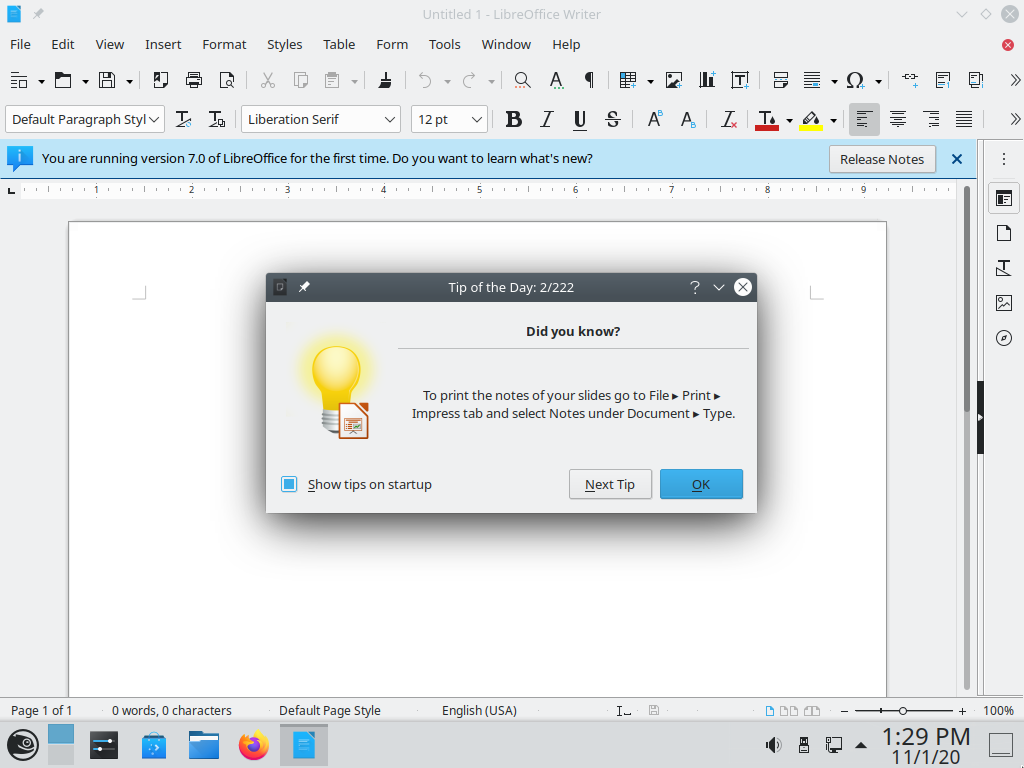 Untitled 1 - LibreOffice Writer
File Edit View Insert Format Styles Table Form Tools Window Help
Default Paragraph Styl Liberation Serif 12 pt
You are running version 7.0 of LibreOffice for the first time. Do you want to learn what's new? Release Notes
1 2 3 4 5 6 7 8 9
Tip of the Day: 2/222
Did you know?
To print the notes of your slides go to File ▸ Print ▸
Impress tab and select Notes under Document ▸ Type.
Show tips on startup Next Tip OK
Page 1 of 1 0 words, 0 characters Default Page Style English (USA) 100%
1:29 PM
11/1/20